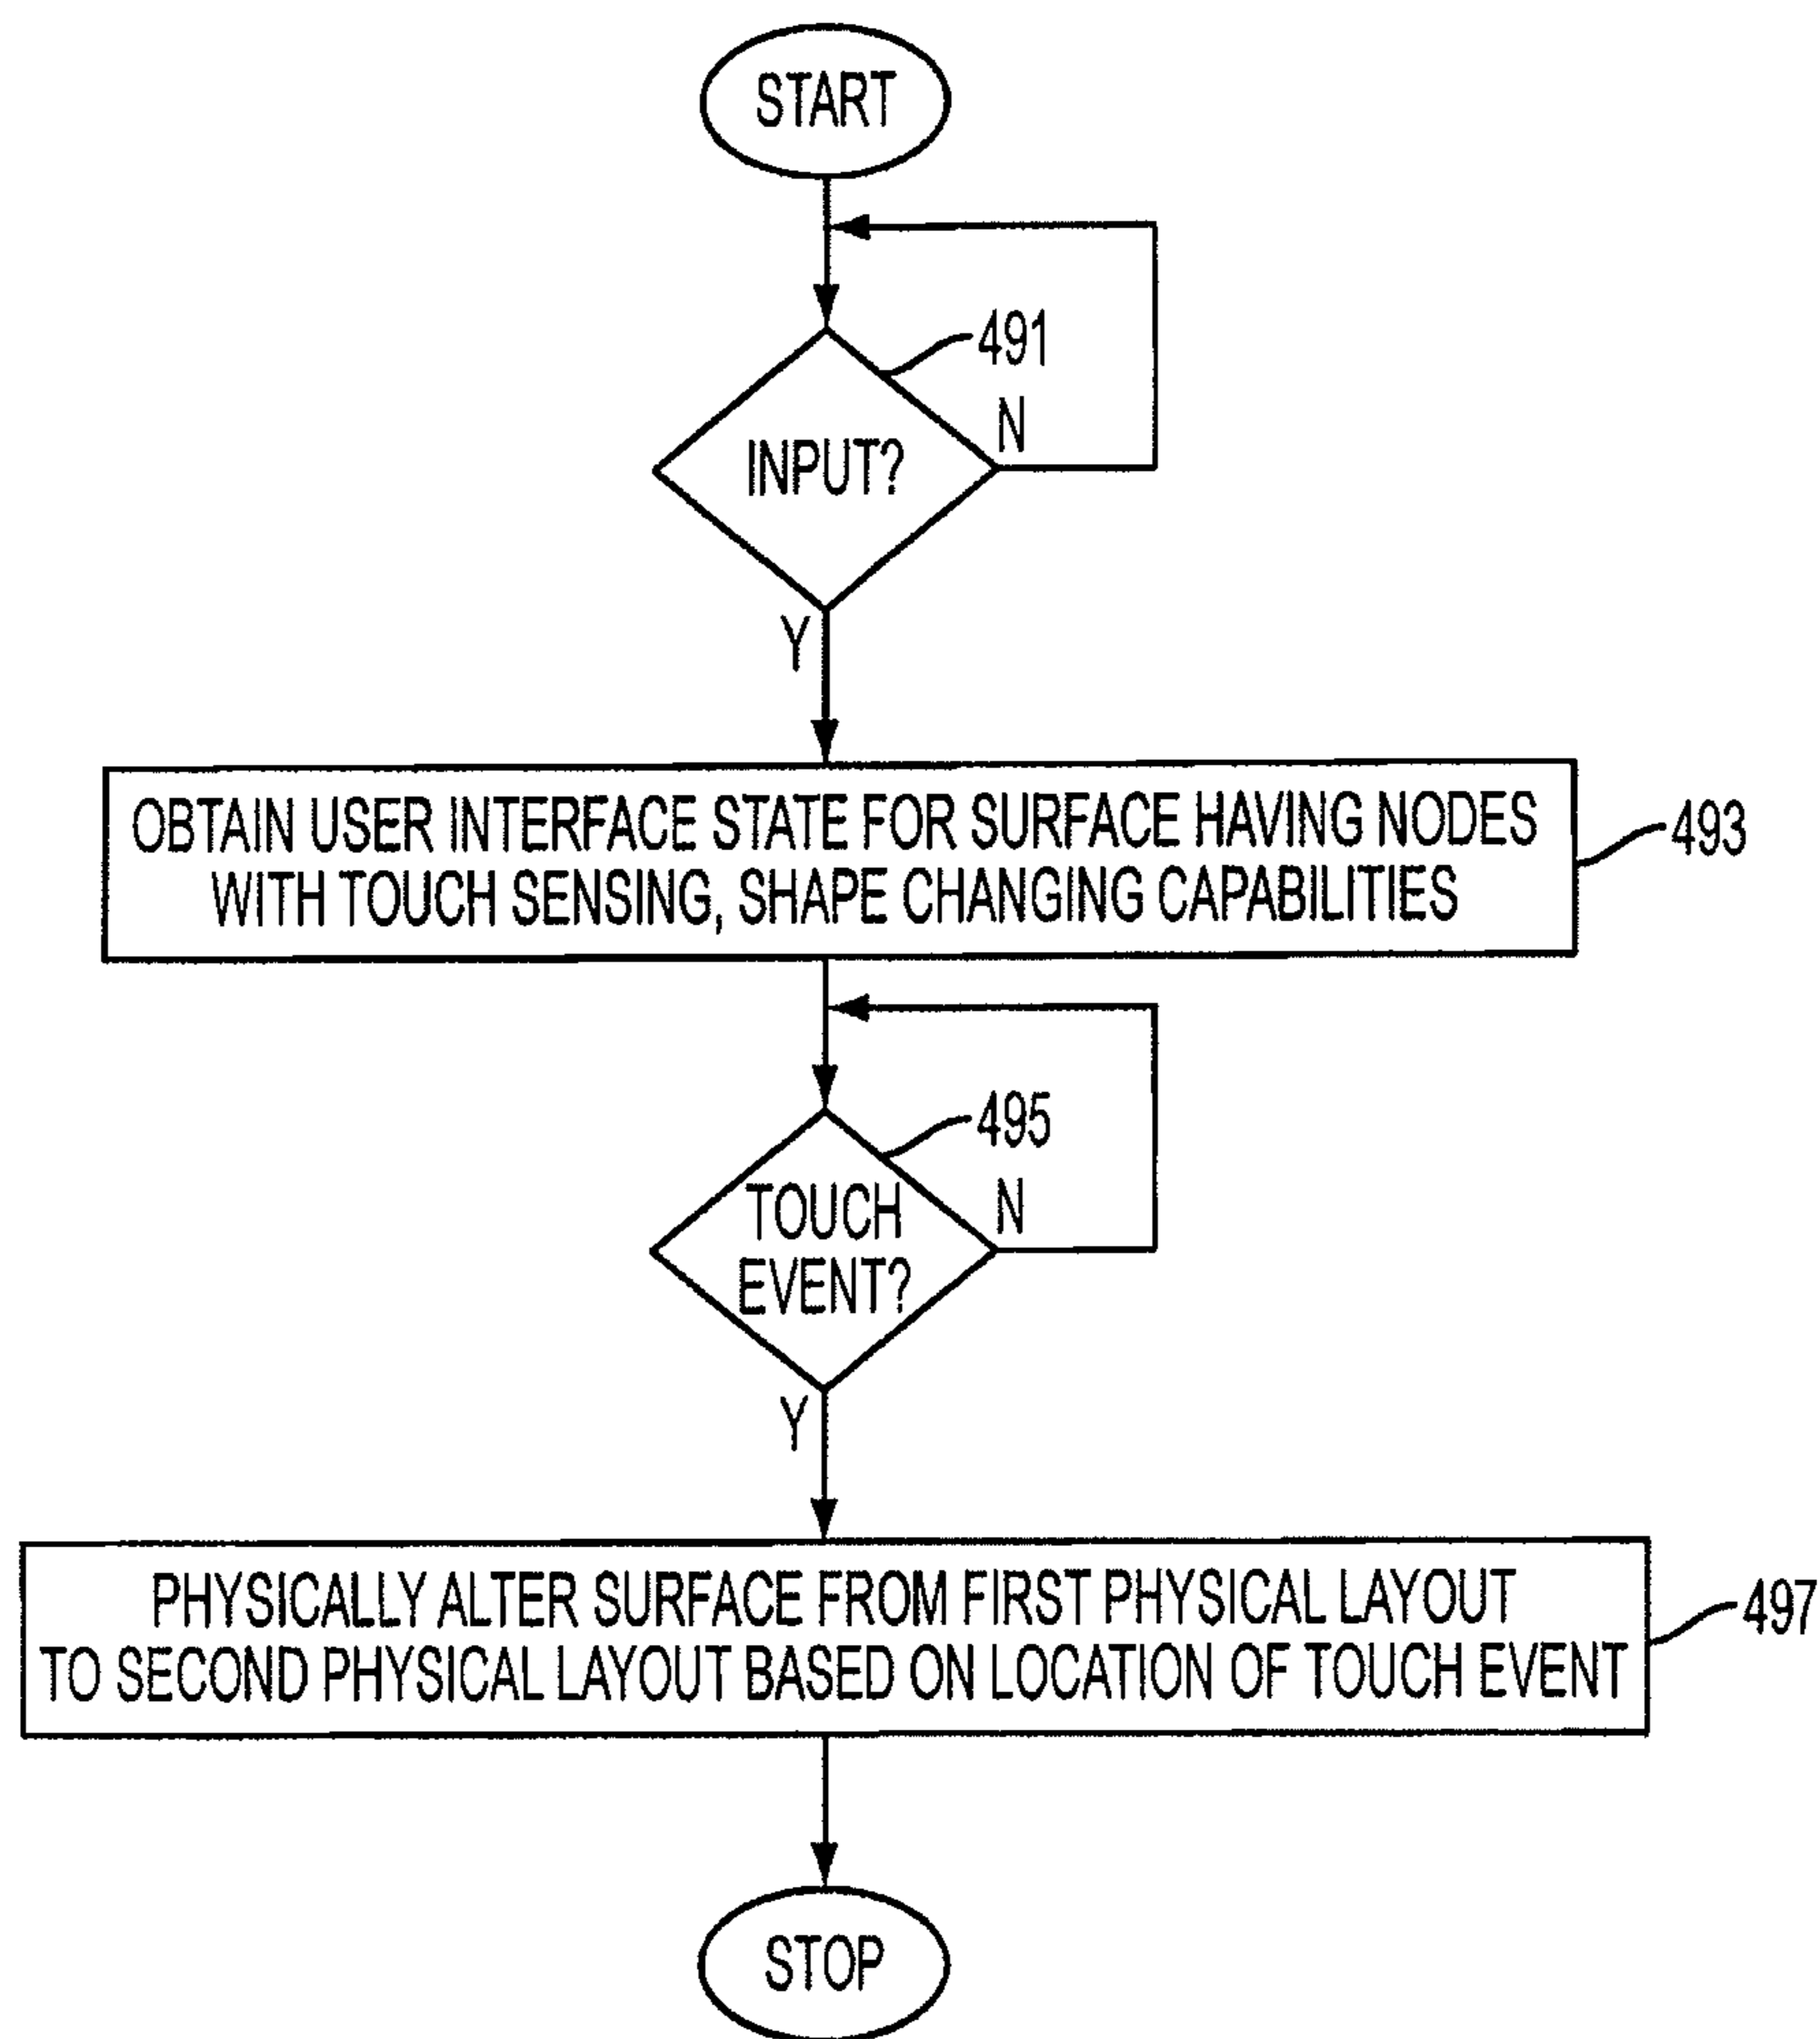 START
491
N
INPUT?
Y
OBTAIN USER INTERFACE STATE FOR SURFACE HAVING NODES
WITH TOUCH SENSING, SHAPE CHANGING CAPABILITIES
493
495
N
TOUCH
EVENT?
Y
PHYSICALLY ALTER SURFACE FROM FIRST PHYSICAL LAYOUT
TO SECOND PHYSICAL LAYOUT BASED ON LOCATION OF TOUCH EVENT
497
STOP